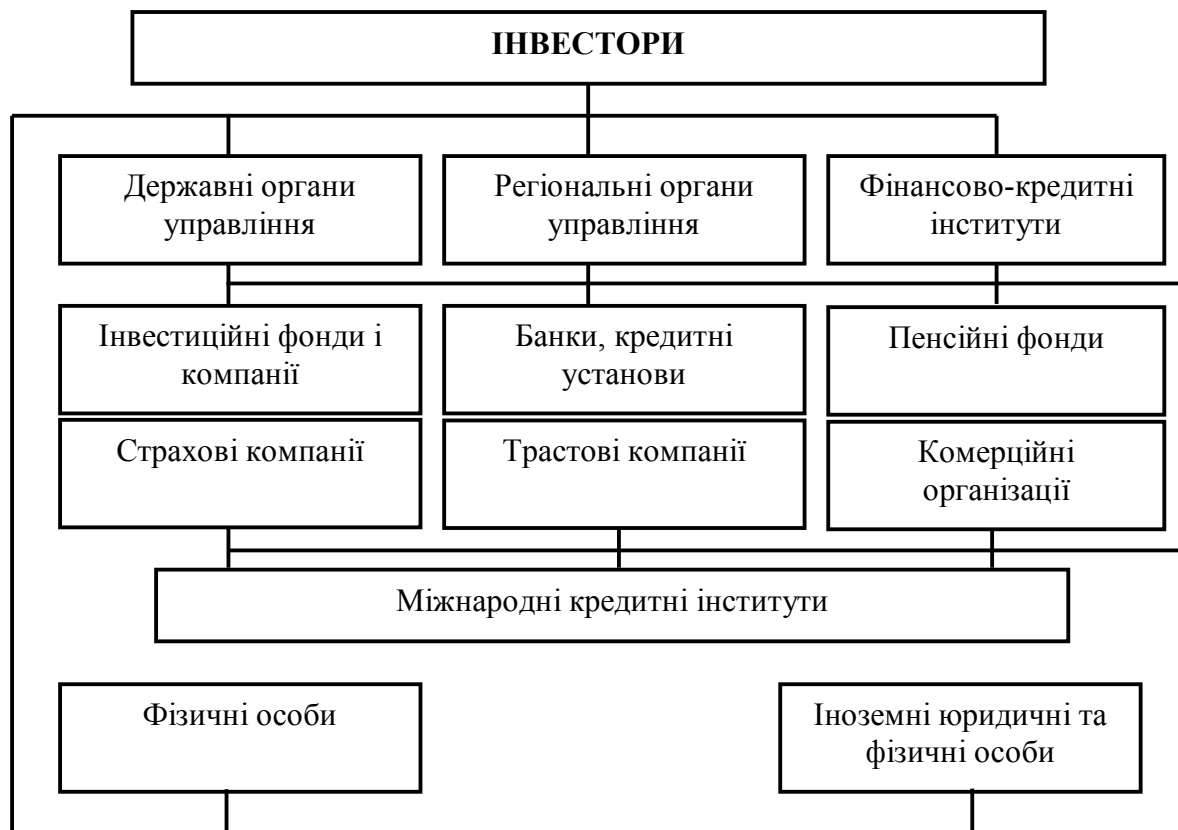 ІНВЕСТОРИ
Державні органи
управління
Регіональні органи
управління
Фінансово-кредитні
інститути
Інвестиційні фонди і
компанії
Банки, кредитні
установи
Пенсійні фонди
Страхові компанії
Трастові компанії
Комерційні
організації
Міжнародні кредитні інститути
Фізичні особи
Іноземні юридичні та
фізичні особи